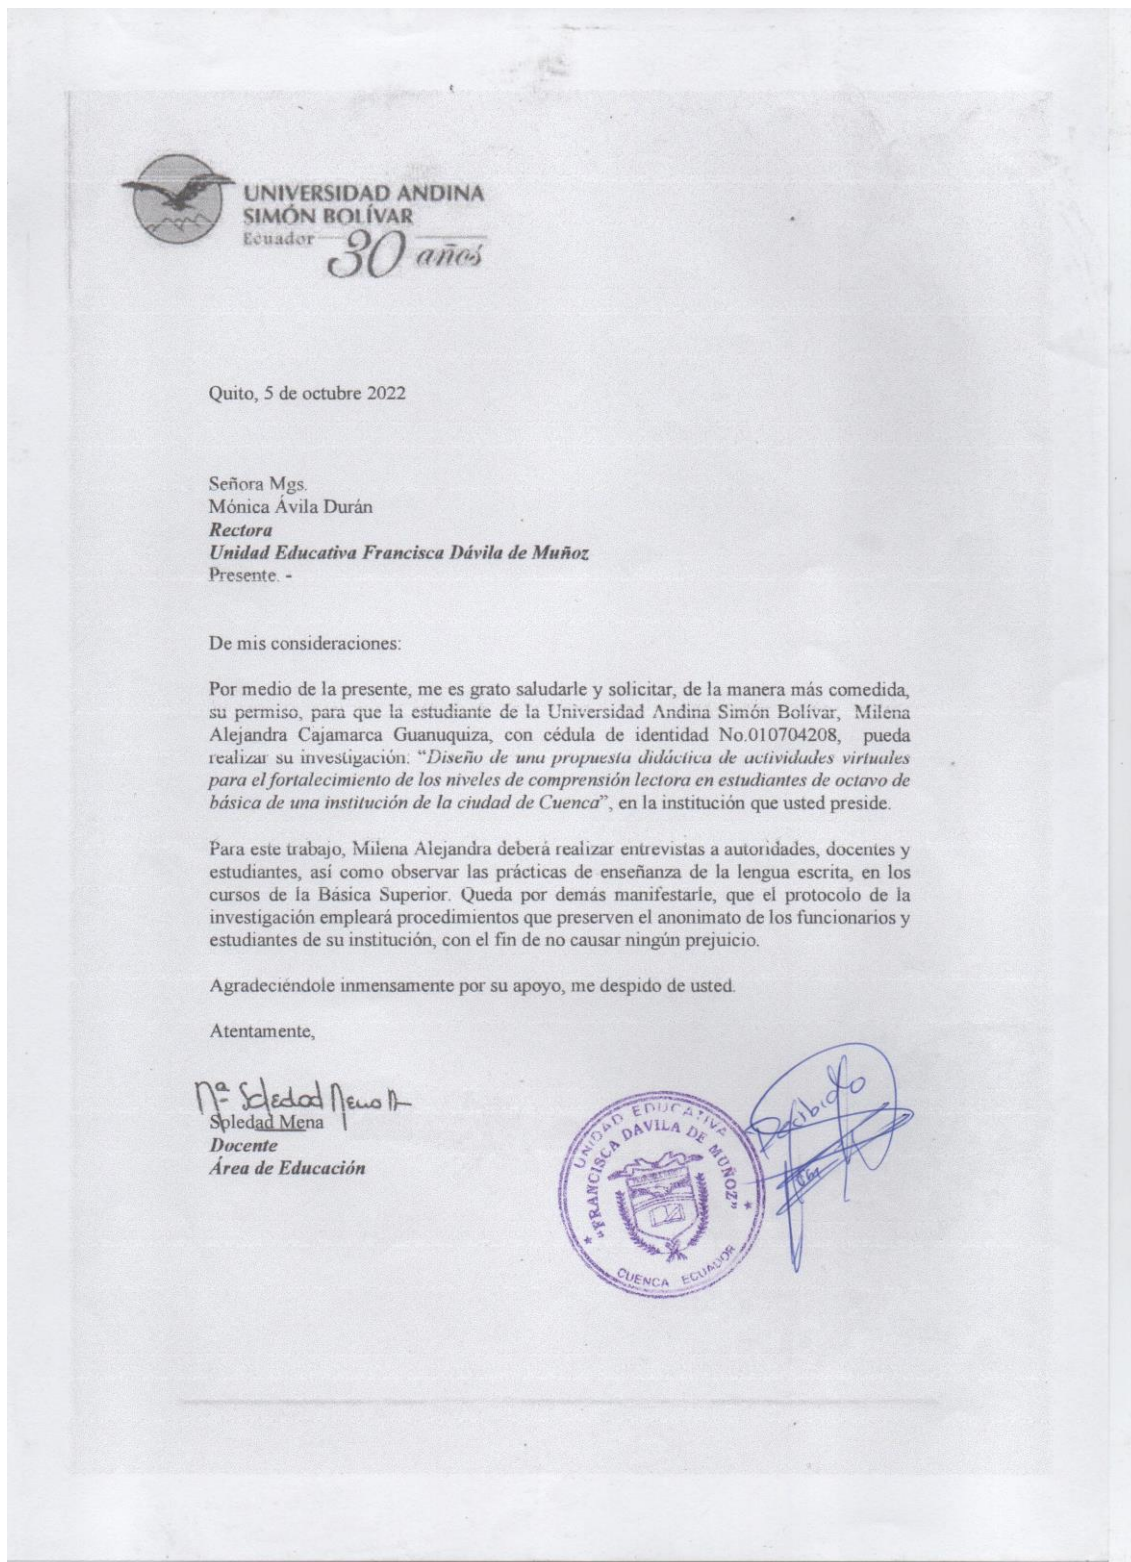 UNIVERSIDAD ANDINA
SIMÓN BOLÍVAR
Ecuador
30 años
Quito, 5 de octubre 2022
Señora Mgs.
Mónica Ávila Durán
Rectora
Unidad Educativa Francisca Dávila de Muñoz
Presente. -
De mis consideraciones:
Por medio de la presente, me es grato saludarle y solicitar, de la manera más comedida,
su permiso, para que la estudiante de la Universidad Andina Simón Bolívar, Milena
Alejandra Cajamarca Guanuquiza, con cédula de identidad No.010704208, pueda
realizar su investigación: “Diseño de una propuesta didáctica de actividades virtuales
para el fortalecimiento de los niveles de comprensión lectora en estudiantes de octavo de
básica de una institución de la ciudad de Cuenca”, en la institución que usted preside.
Para este trabajo, Milena Alejandra deberá realizar entrevistas a autoridades, docentes y
estudiantes, así como observar las prácticas de enseñanza de la lengua escrita, en los
cursos de la Básica Superior. Queda por demás manifestarle, que el protocolo de la
investigación empleará procedimientos que preserven el anonimato de los funcionarios y
estudiantes de su institución, con el fin de no causar ningún prejuicio.
Agradeciéndole inmensamente por su apoyo, me despido de usted.
Atentamente,
Mª Soledad Mena
Soledad Mena
Docente
Área de Educación
UNIDAD EDUCATIVA
"FRANCISCA DAVILA DE MUÑOZ"
CUENCA ECUADOR
Recibido